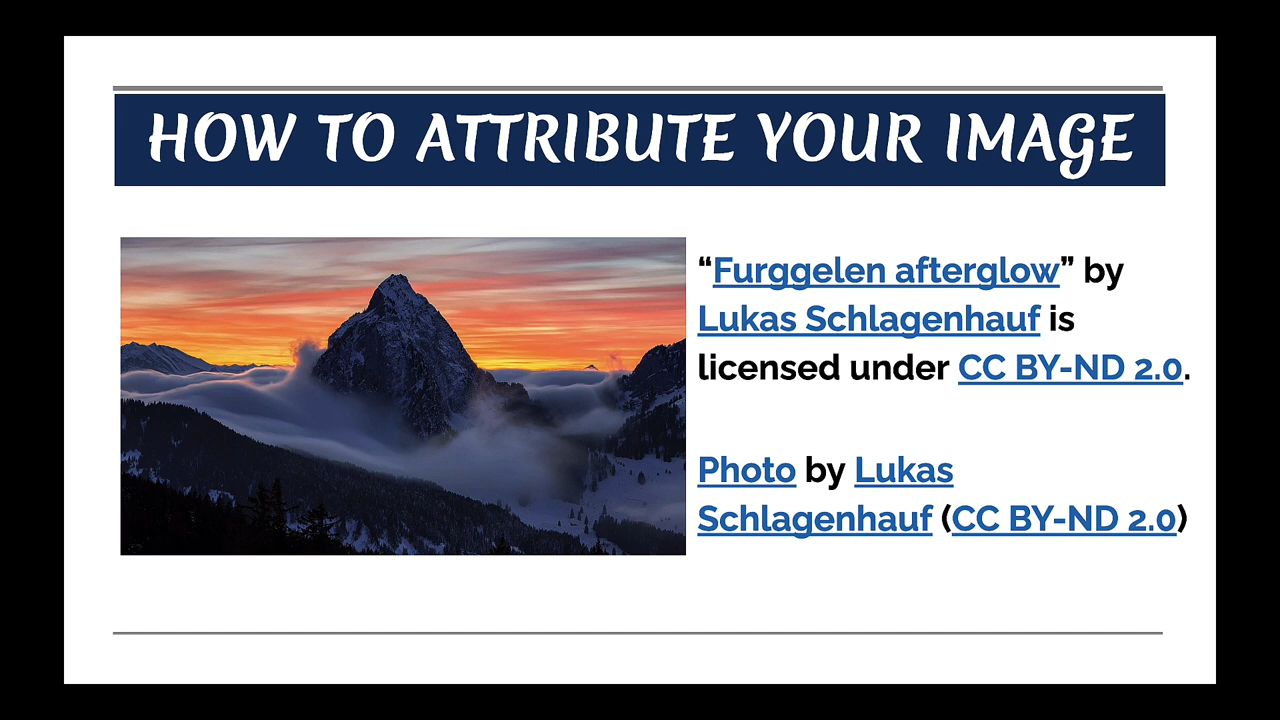 HOW TO ATTRIBUTE YOUR IMAGE
“Furggelen afterglow” by
Lukas Schlagenhauf is
licensed under CC BY-ND 2.0.
Photo by Lukas
Schlagenhauf (CC BY-ND 2.0)